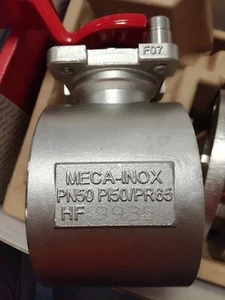 F07
MECA-INOX
PN50 PI50/PR65
HF